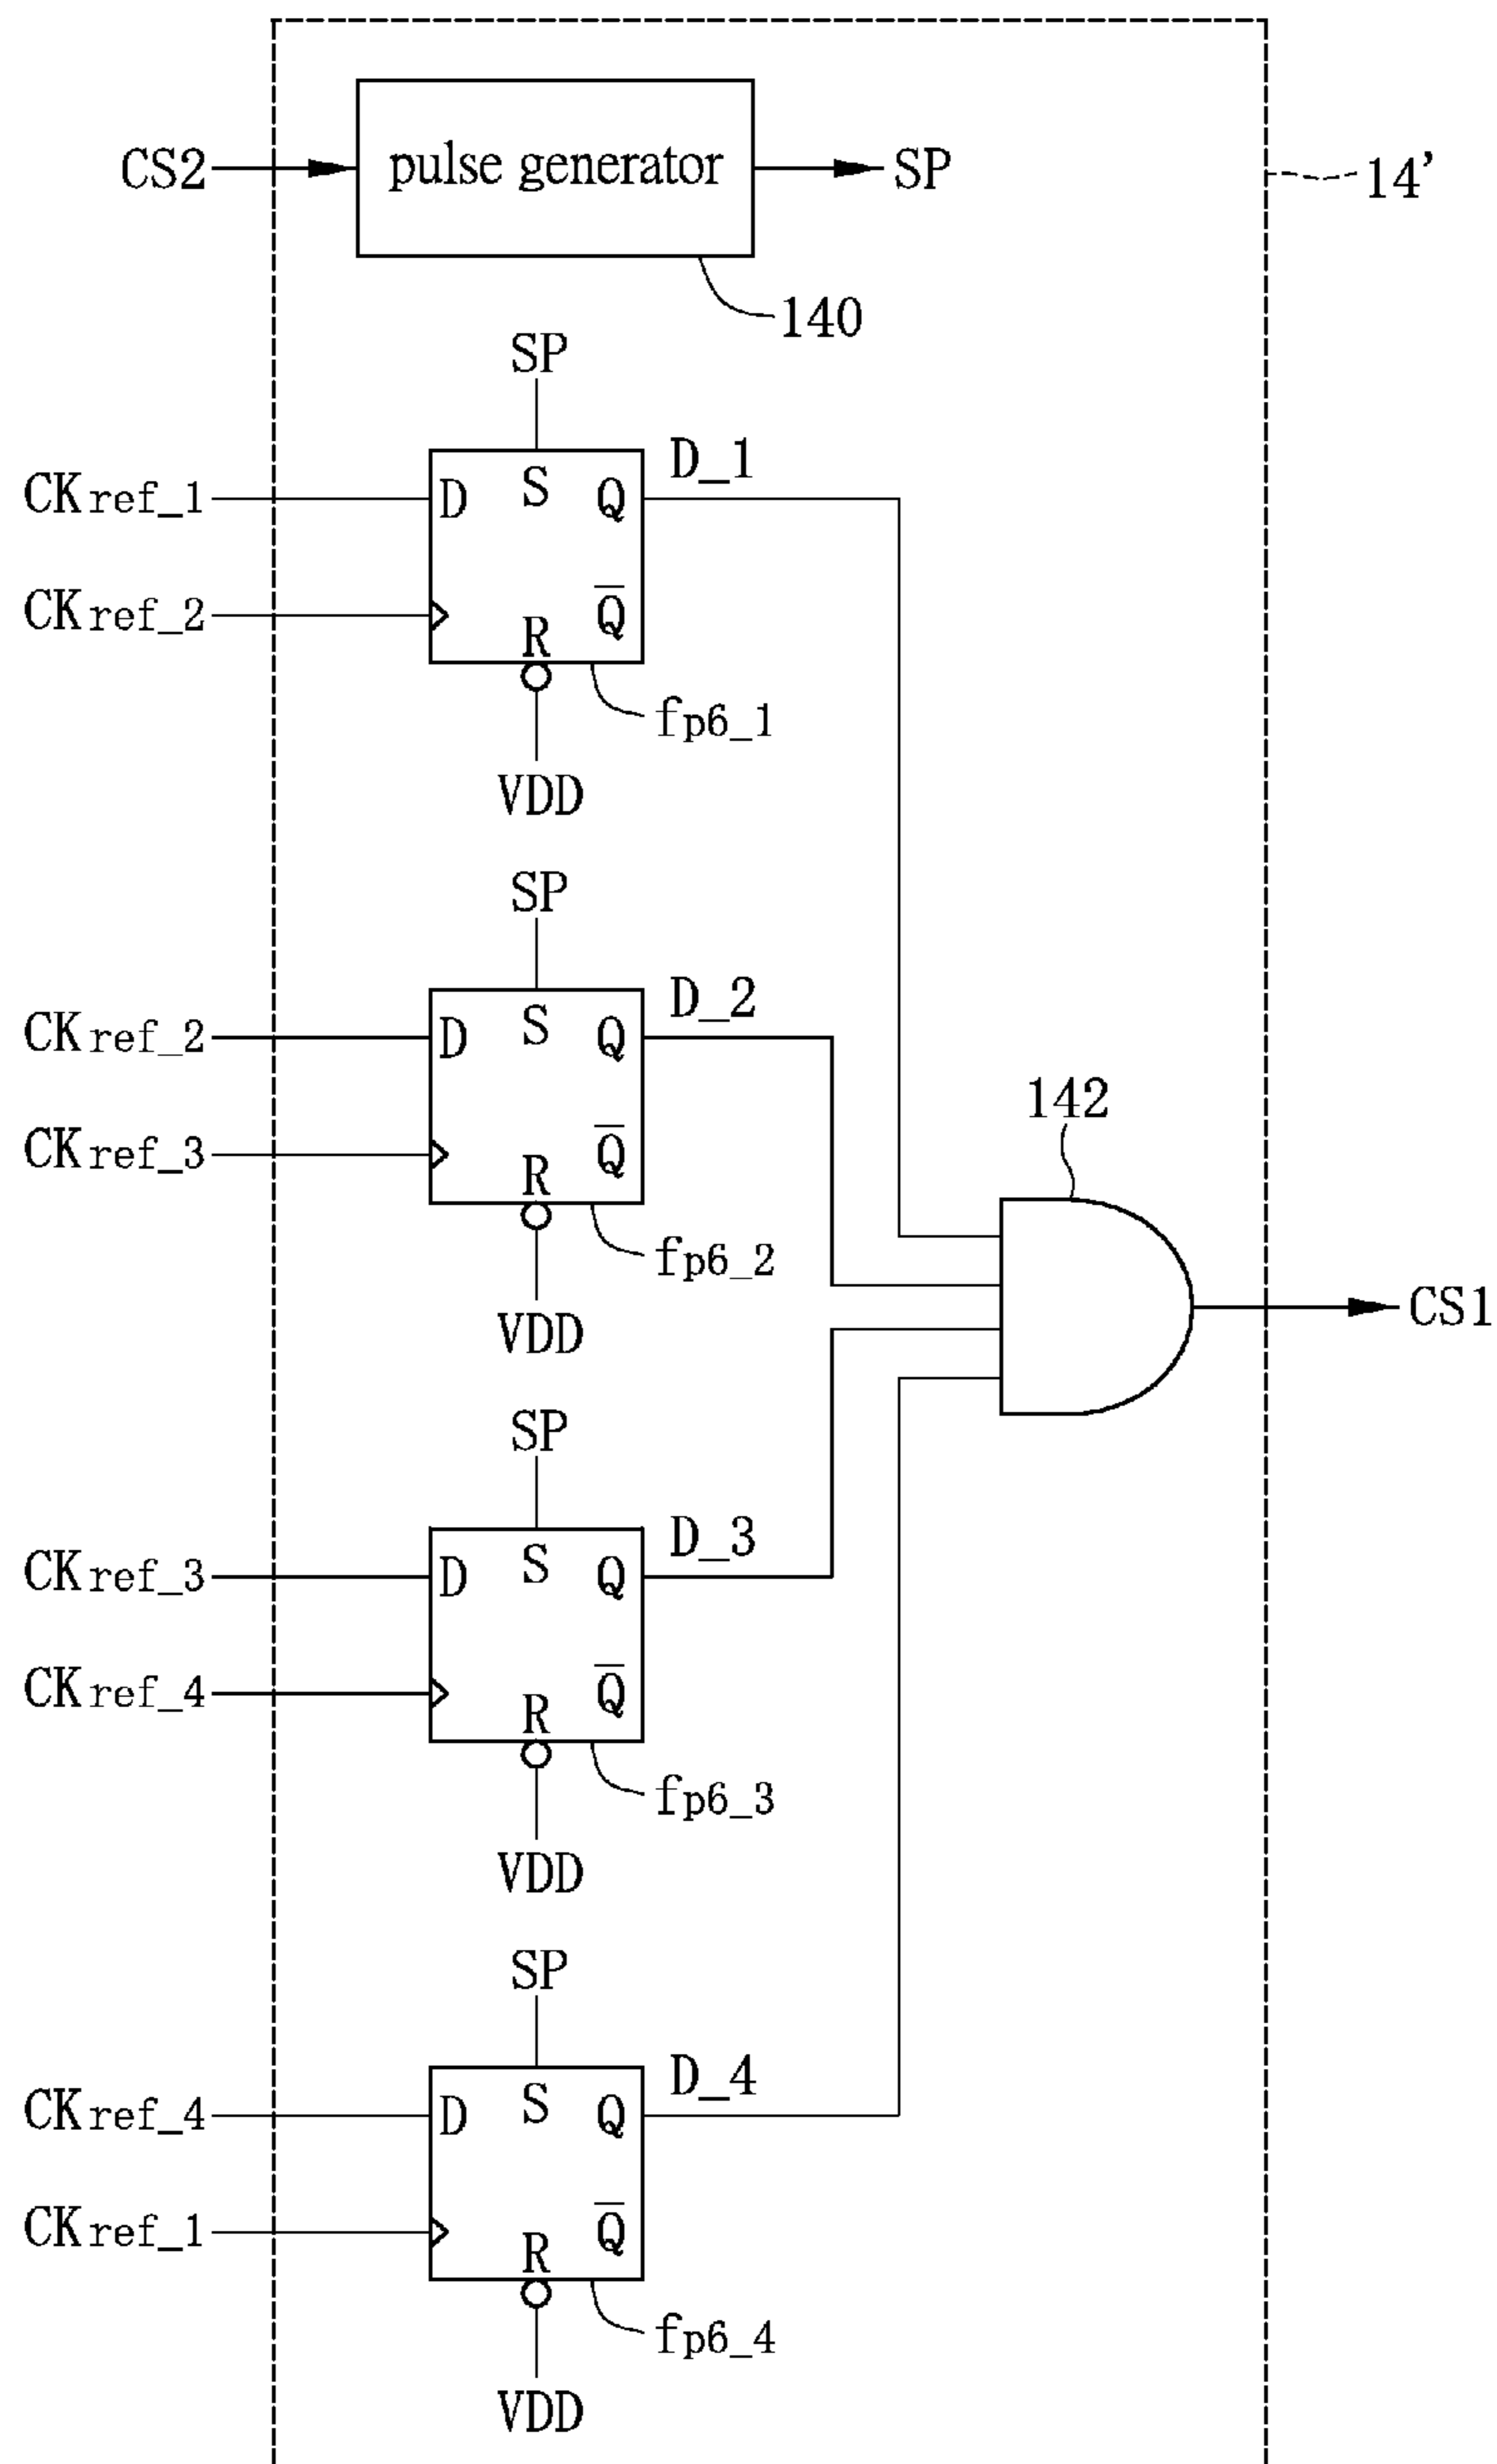 CS2
pulse generator
SP
14'
140
SP
CKref_1
D
S
Q
D_1
CKref_2
R
Q̅
fp6_1
VDD
SP
CKref_2
D
S
Q
D_2
CKref_3
R
Q̅
fp6_2
VDD
142
CS1
SP
CKref_3
D
S
Q
D_3
CKref_4
R
Q̅
fp6_3
VDD
SP
CKref_4
D
S
Q
D_4
CKref_1
R
Q̅
fp6_4
VDD